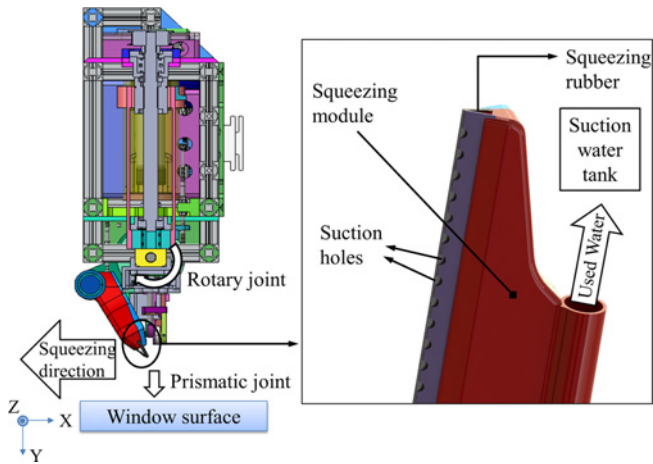 Squeezing
rubber
Squeezing
module
Suction
water
tank
Suction
holes
Used Water
Rotary joint
Squeezing
direction
Prismatic joint
Window surface
Z
X
Y